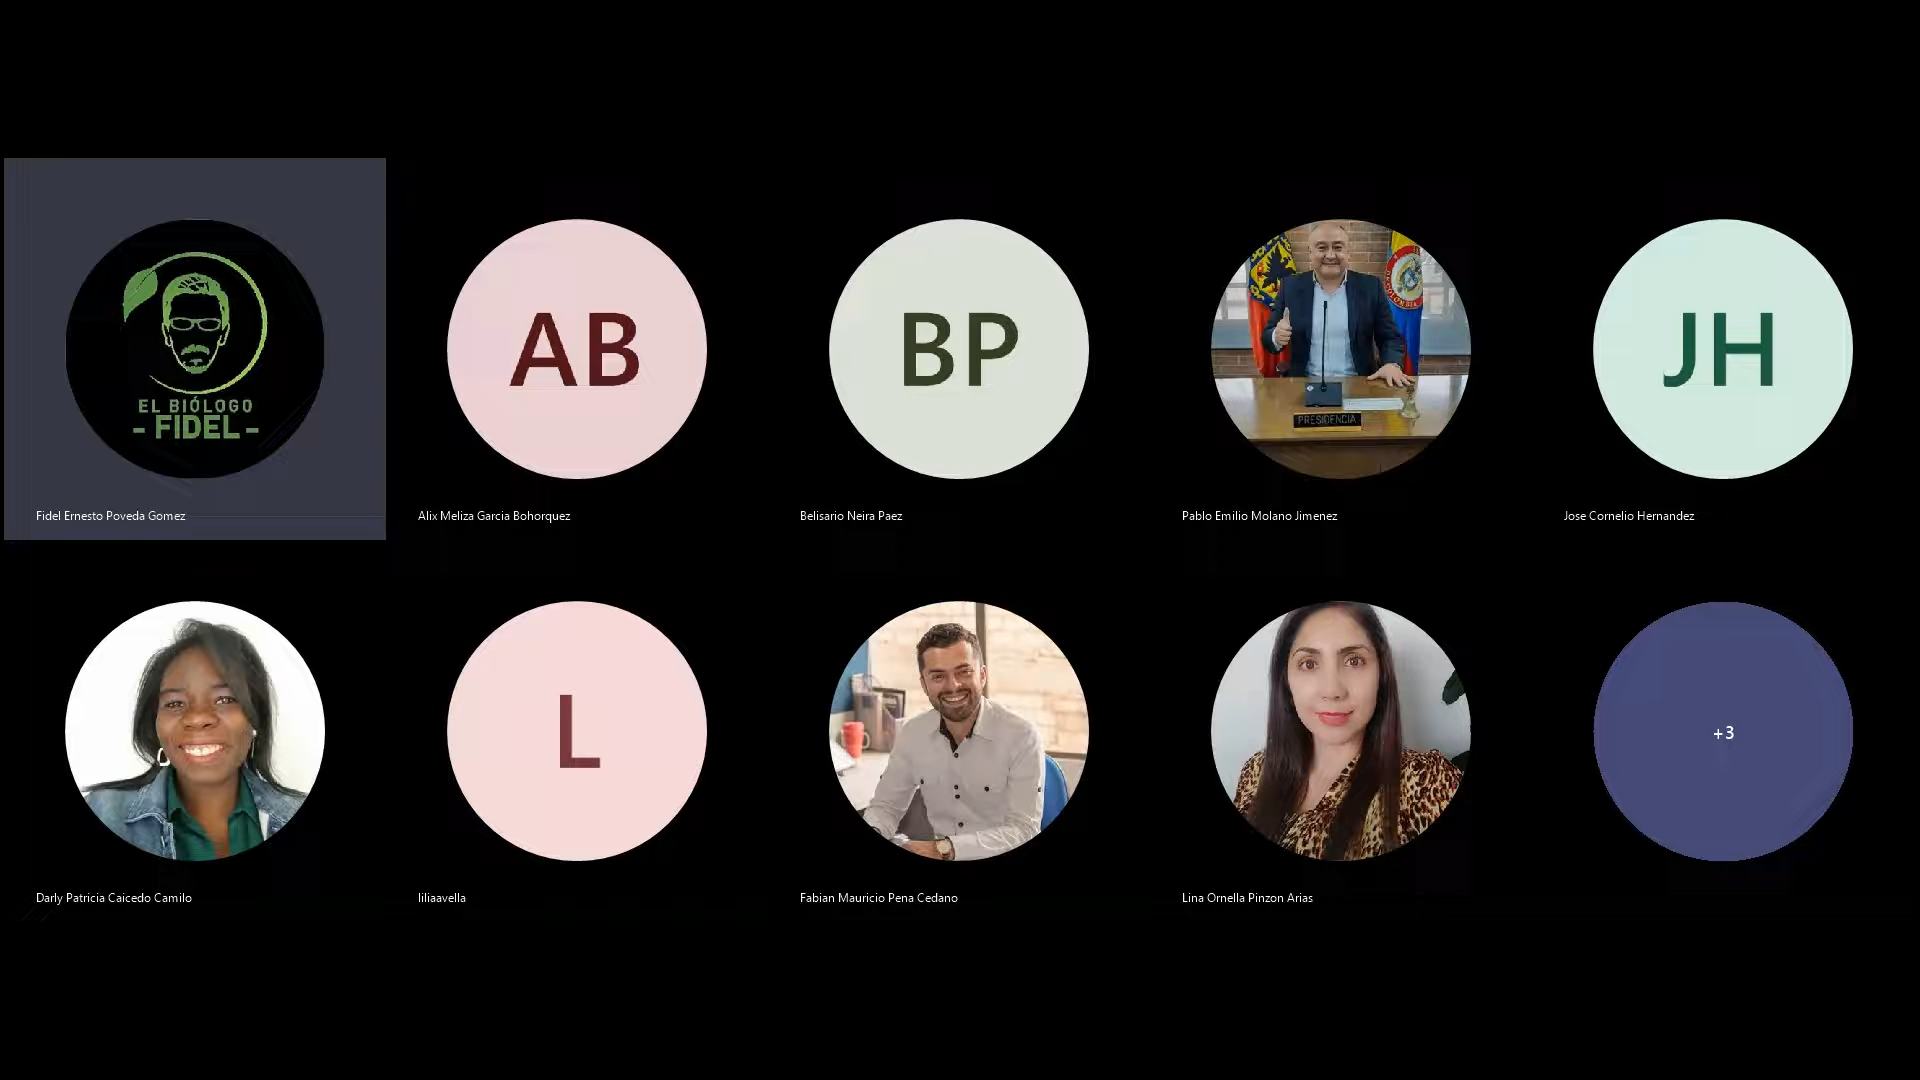 EL BIÓLOGO
- FIDEL -
Fidel Ernesto Poveda Gomez
AB
Alix Meliza Garcia Bohorquez
BP
Belisario Neira Paez
PRESIDENCIA
Pablo Emilio Molano Jimenez
JH
Jose Cornelio Hernandez
Darly Patricia Caicedo Camilo
L
liliaavella
Fabian Mauricio Pena Cedano
Lina Ornella Pinzon Arias
+3